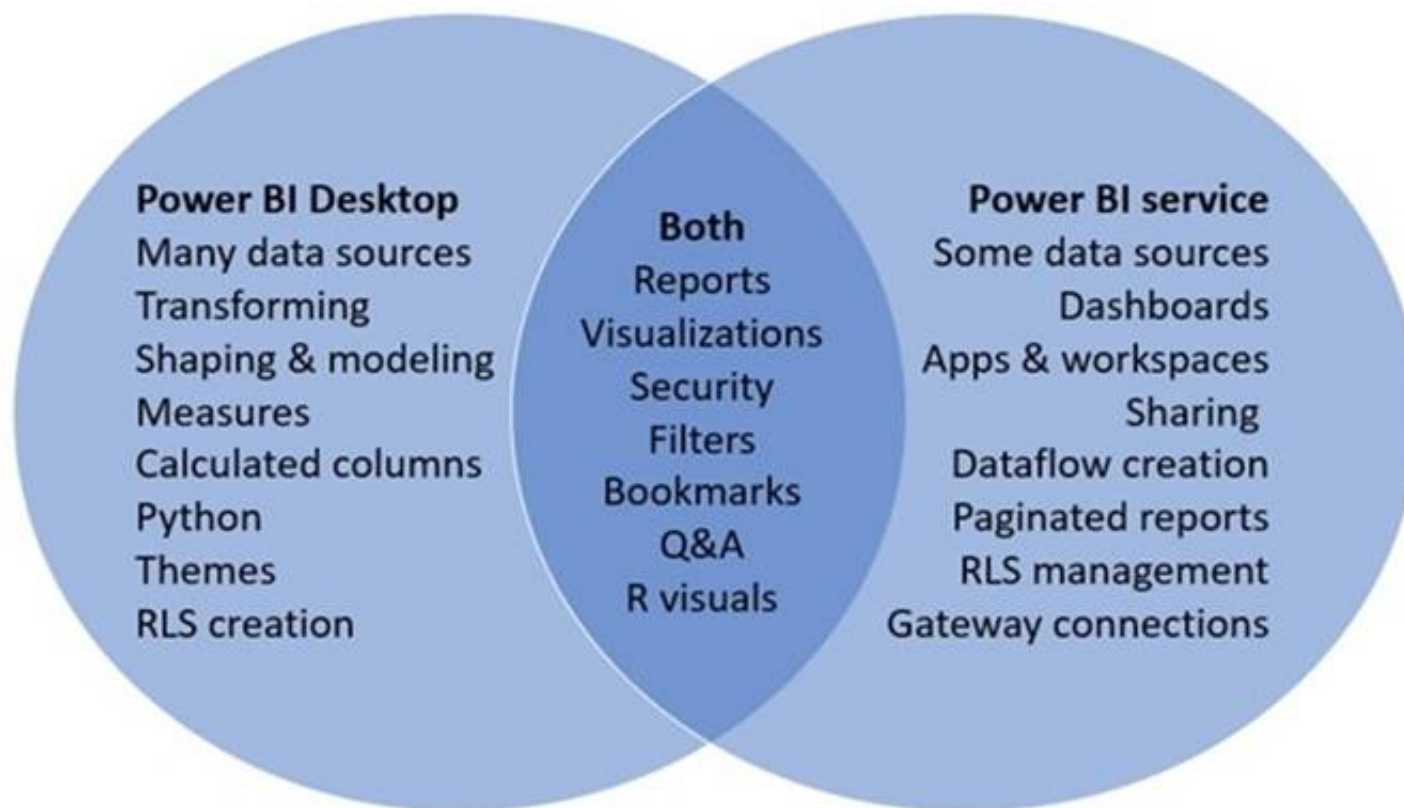 Power BI Desktop
Many data sources
Transforming
Shaping & modeling
Measures
Calculated columns
Python
Themes
RLS creation
Both
Reports
Visualizations
Security
Filters
Bookmarks
Q&A
R visuals
Power BI service
Some data sources
Dashboards
Apps & workspaces
Sharing
Dataflow creation
Paginated reports
RLS management
Gateway connections